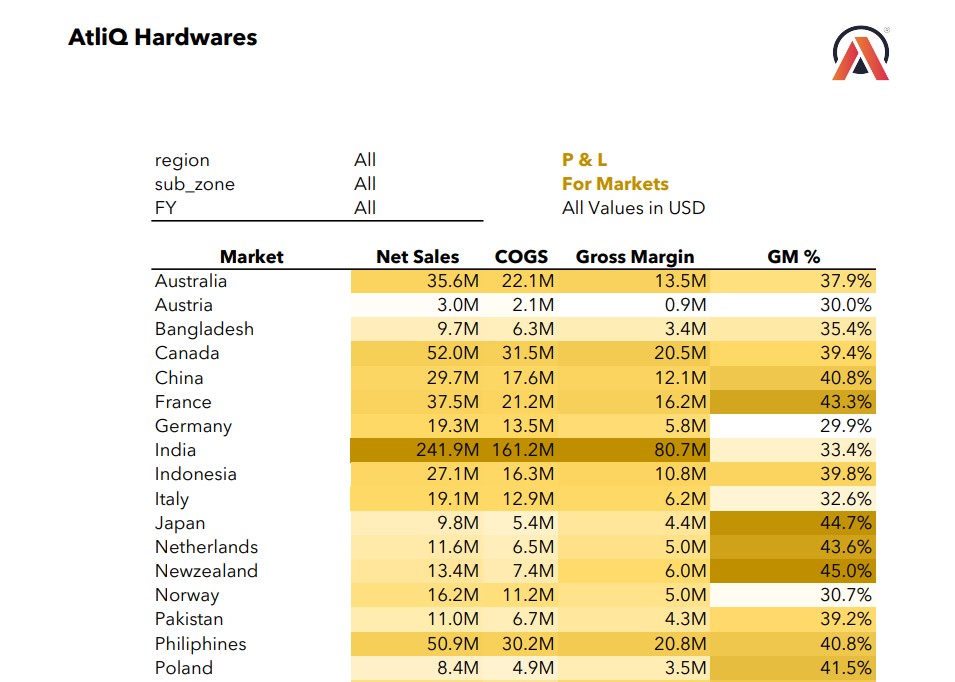 AtliQ Hardwares
region All P & L
sub_zone All For Markets
FY All All Values in USD
Market Net Sales COGS Gross Margin GM %
Australia 35.6M 22.1M 13.5M 37.9%
Austria 3.0M 2.1M 0.9M 30.0%
Bangladesh 9.7M 6.3M 3.4M 35.4%
Canada 52.0M 31.5M 20.5M 39.4%
China 29.7M 17.6M 12.1M 40.8%
France 37.5M 21.2M 16.2M 43.3%
Germany 19.3M 13.5M 5.8M 29.9%
India 241.9M 161.2M 80.7M 33.4%
Indonesia 27.1M 16.3M 10.8M 39.8%
Italy 19.1M 12.9M 6.2M 32.6%
Japan 9.8M 5.4M 4.4M 44.7%
Netherlands 11.6M 6.5M 5.0M 43.6%
Newzealand 13.4M 7.4M 6.0M 45.0%
Norway 16.2M 11.2M 5.0M 30.7%
Pakistan 11.0M 6.7M 4.3M 39.2%
Philiphines 50.9M 30.2M 20.8M 40.8%
Poland 8.4M 4.9M 3.5M 41.5%